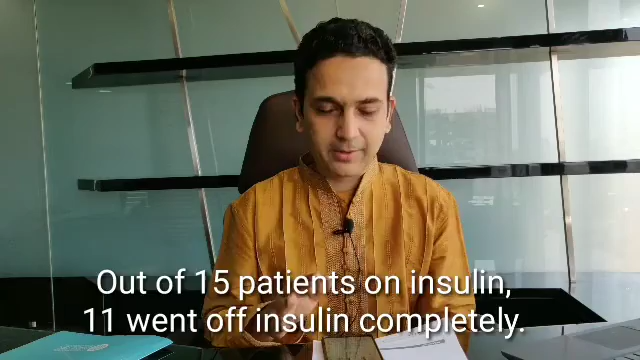 Out of 15 patients on insulin,
11 went off insulin completely.